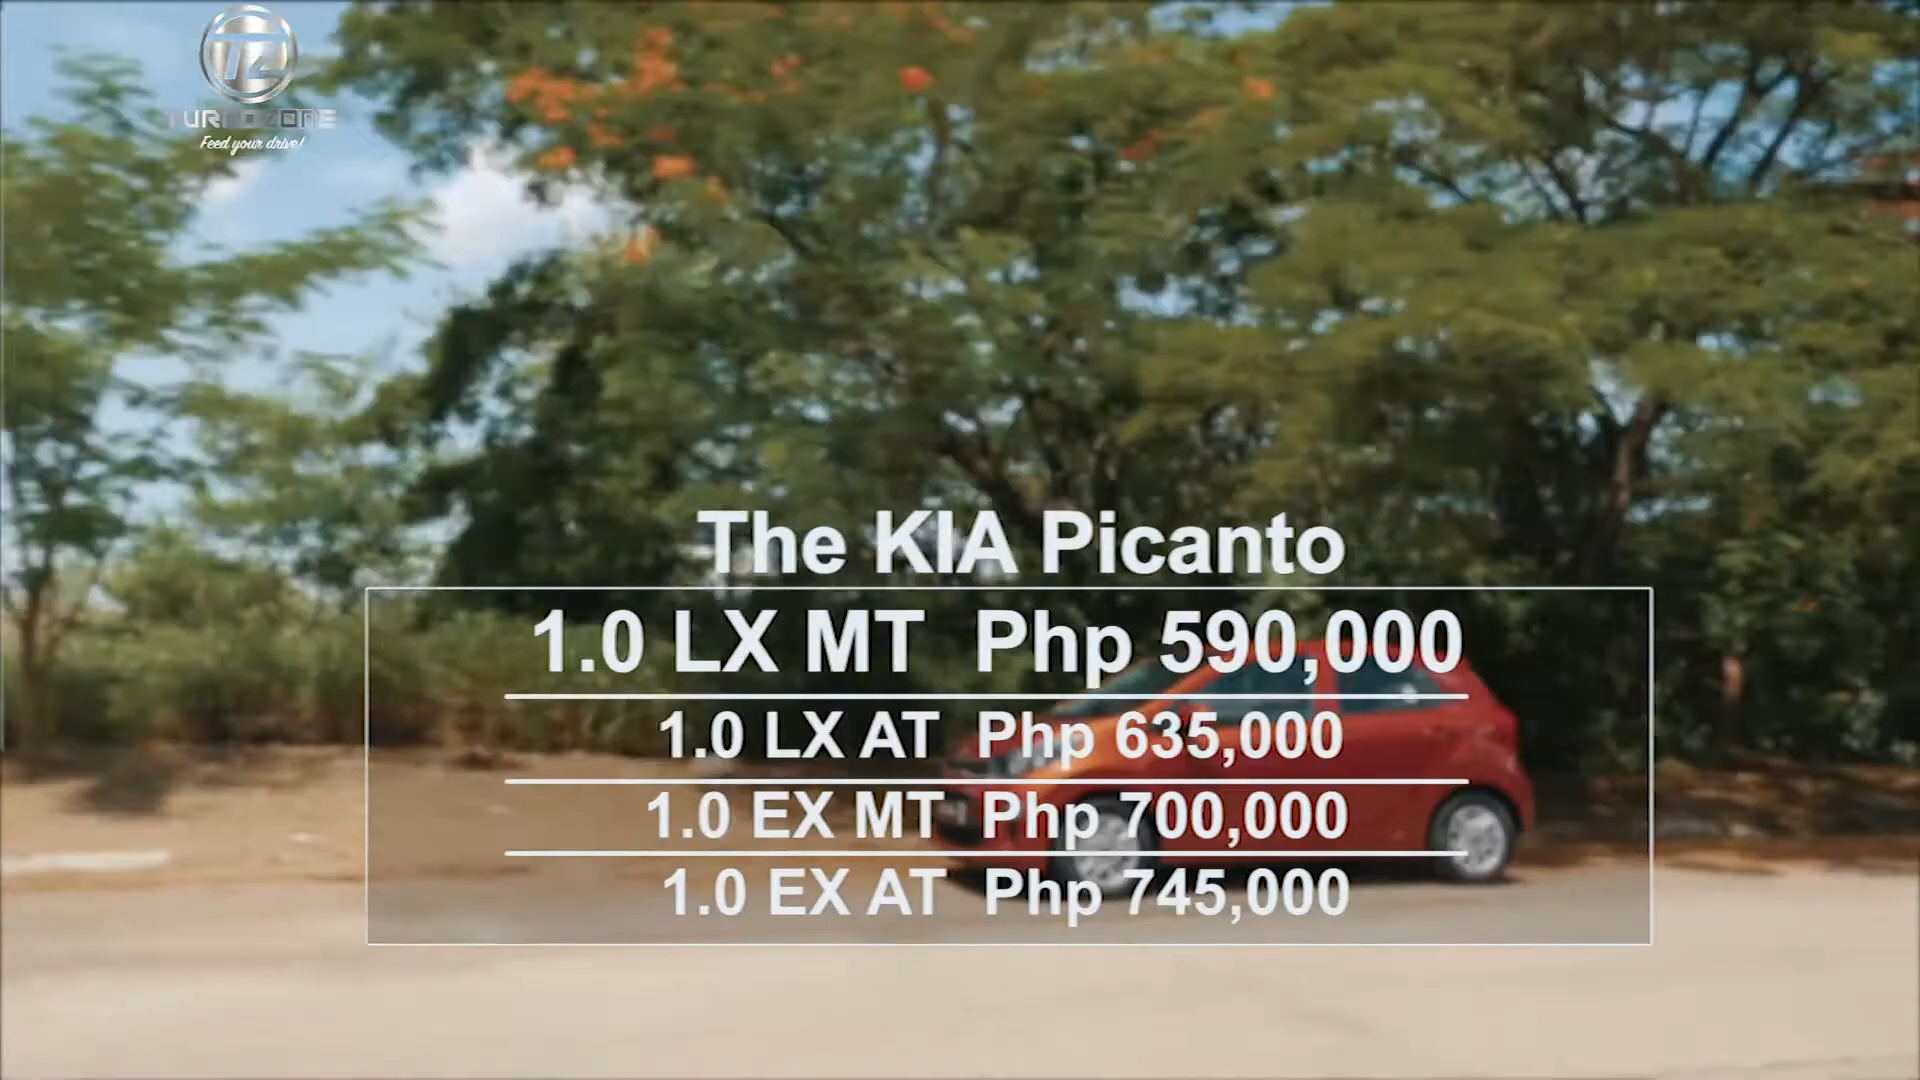 TURBOZONE
Feed your drive!
The KIA Picanto
1.0 LX MT Php 590,000
1.0 LX AT Php 635,000
1.0 EX MT Php 700,000
1.0 EX AT Php 745,000